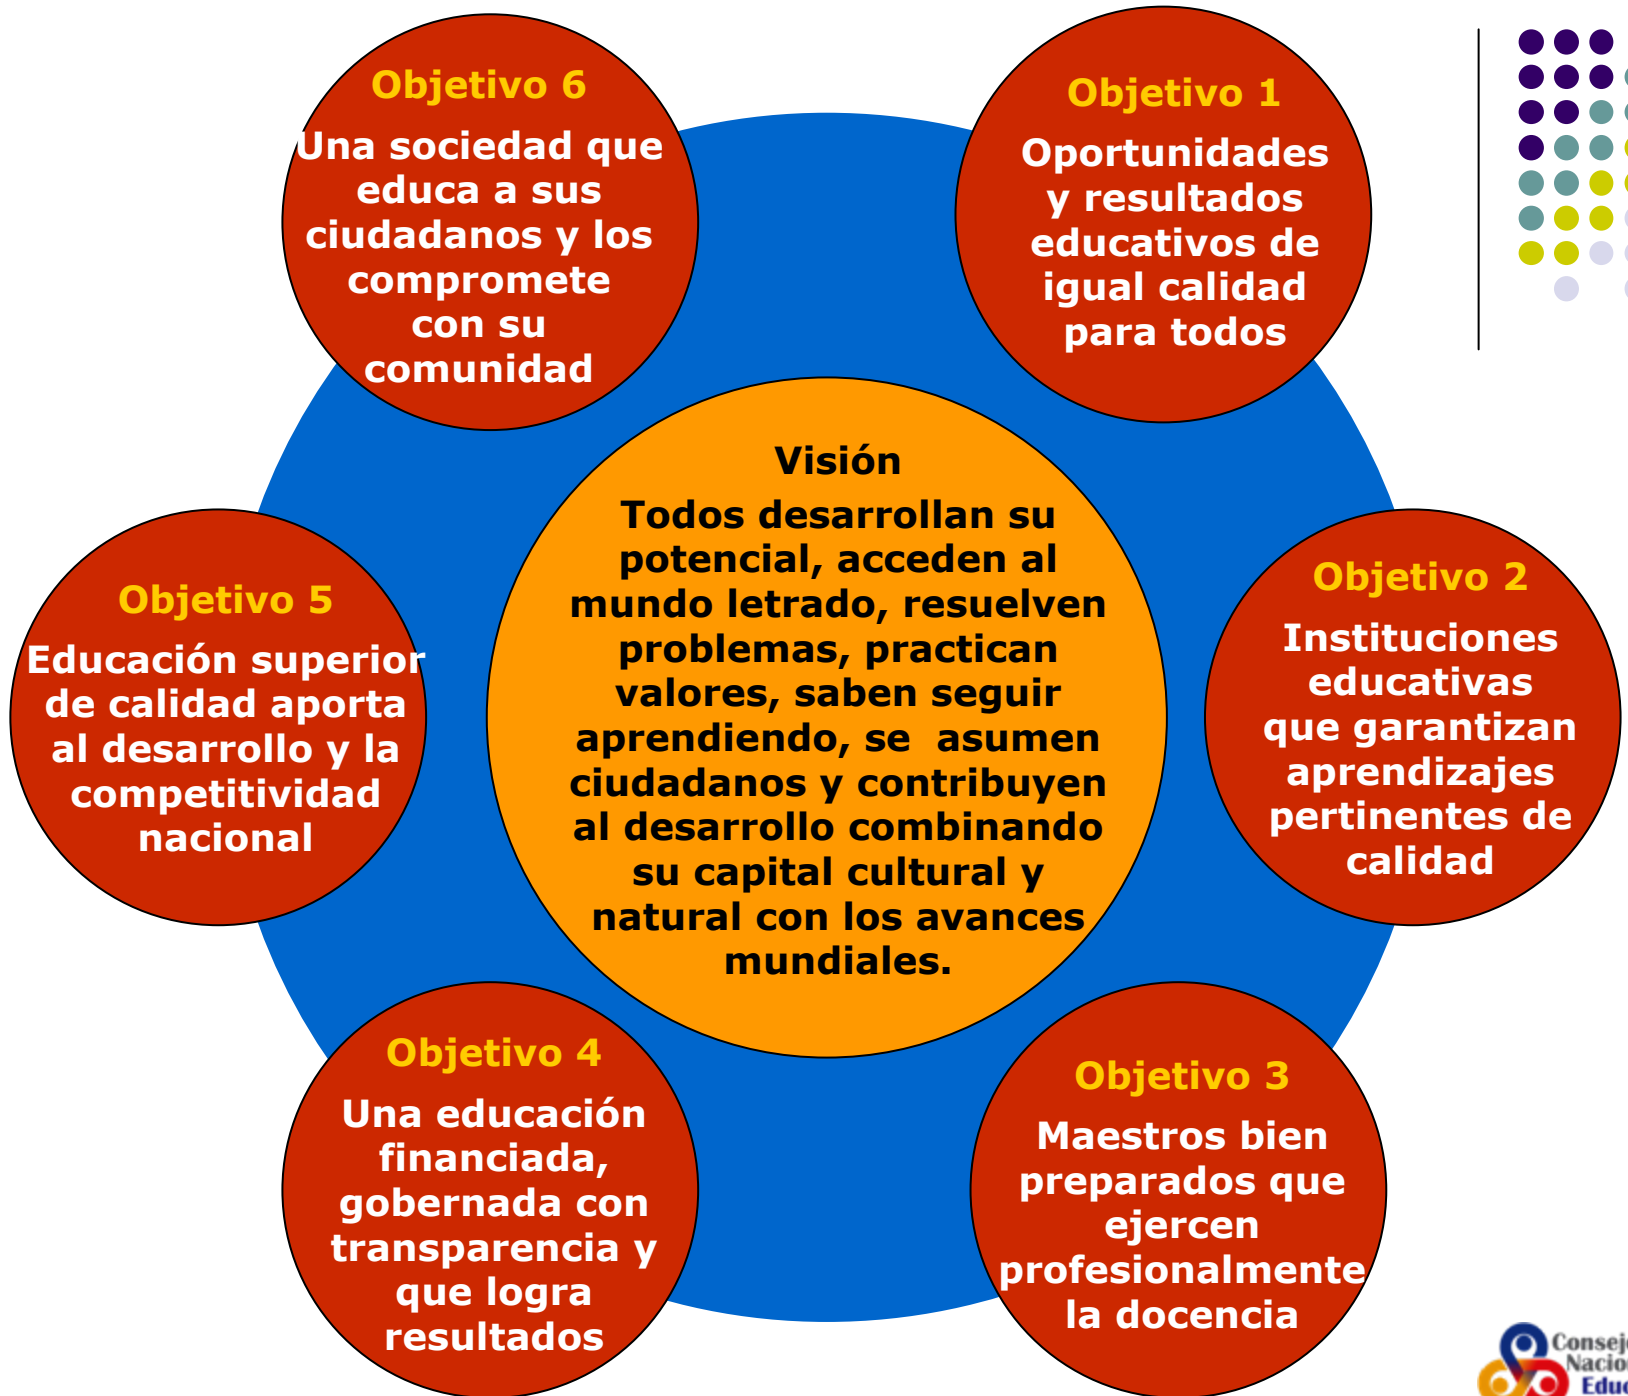 Objetivo 6
Una sociedad que
educa a sus
ciudadanos y los
compromete
con su
comunidad
Objetivo 1
Oportunidades
y resultados
educativos de
igual calidad
para todos
Visión
Todos desarrollan su
potencial, acceden al
mundo letrado, resuelven
problemas, practican
valores, saben seguir
aprendiendo, se  asumen
ciudadanos y contribuyen
al desarrollo combinando
su capital cultural y
natural con los avances
mundiales.
Objetivo 5
Educación superior
de calidad aporta
al desarrollo y la
competitividad
nacional
Objetivo 2
Instituciones
educativas
que garantizan
aprendizajes
pertinentes de
calidad
Objetivo 4
Una educación
financiada,
gobernada con
transparencia y
que logra
resultados
Objetivo 3
Maestros bien
preparados que
ejercen
profesionalmente
la docencia